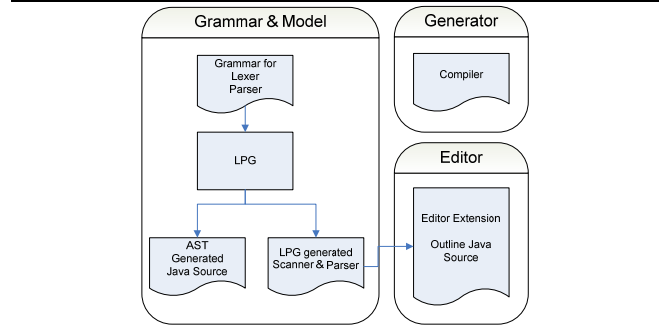 Grammar & Model
Grammar for
Lexer
Parser
LPG
AST
Generated
Java Source
LPG generated
Scanner & Parser
Generator
Compiler
Editor
Editor Extension
Outline Java
Source